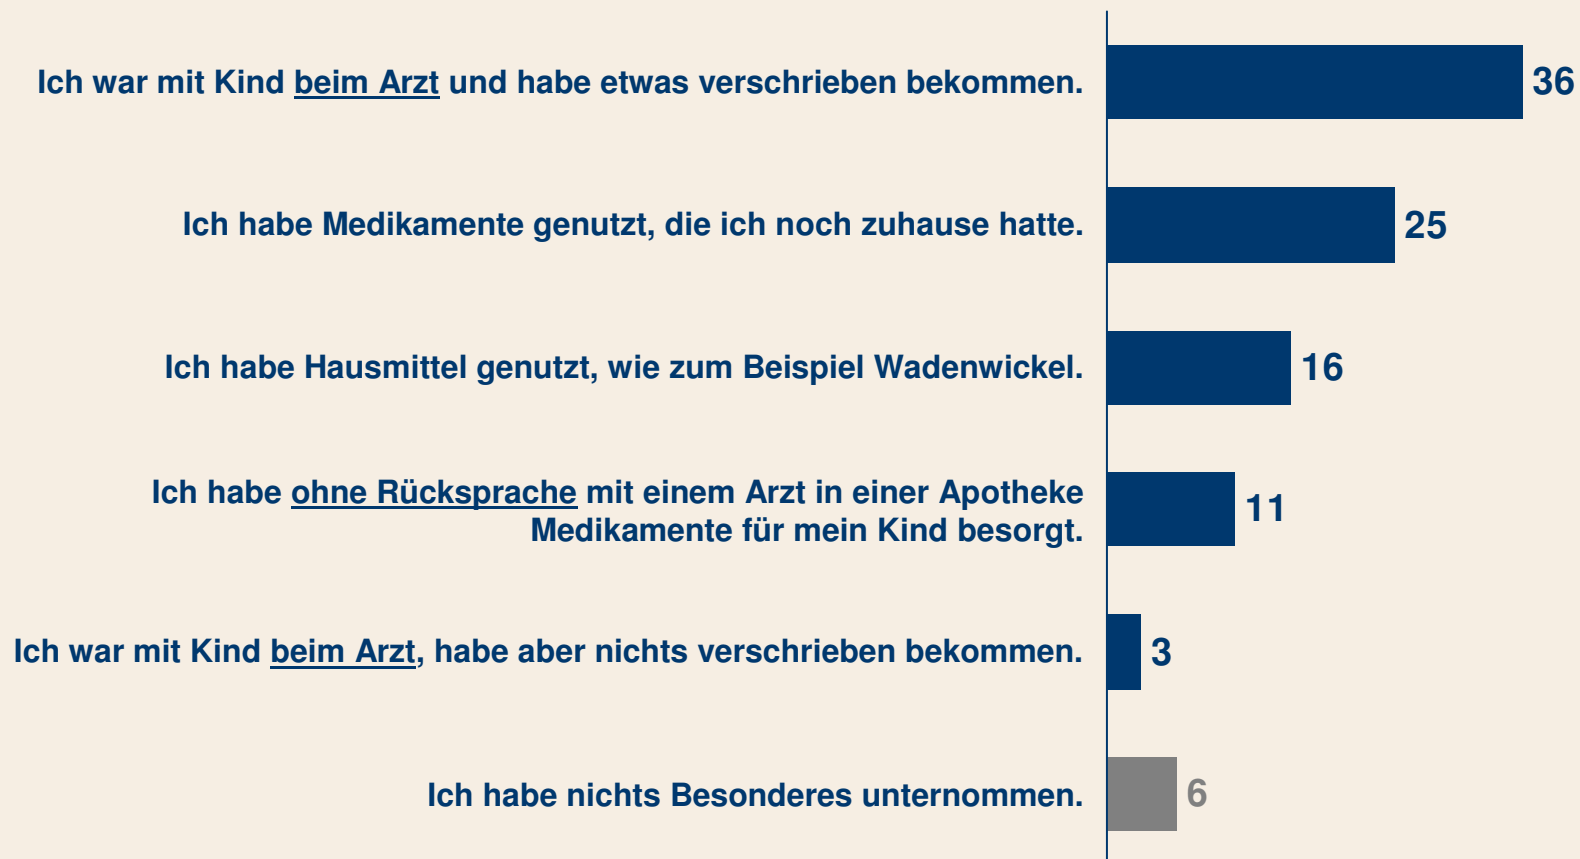 Ich war mit Kind beim Arzt und habe etwas verschrieben bekommen.
36
Ich habe Medikamente genutzt, die ich noch zuhause hatte.
25
Ich habe Hausmittel genutzt, wie zum Beispiel Wadenwickel.
16
Ich habe ohne Rücksprache mit einem Arzt in einer Apotheke
Medikamente für mein Kind besorgt.
11
Ich war mit Kind beim Arzt, habe aber nichts verschrieben bekommen.
3
Ich habe nichts Besonderes unternommen.
6